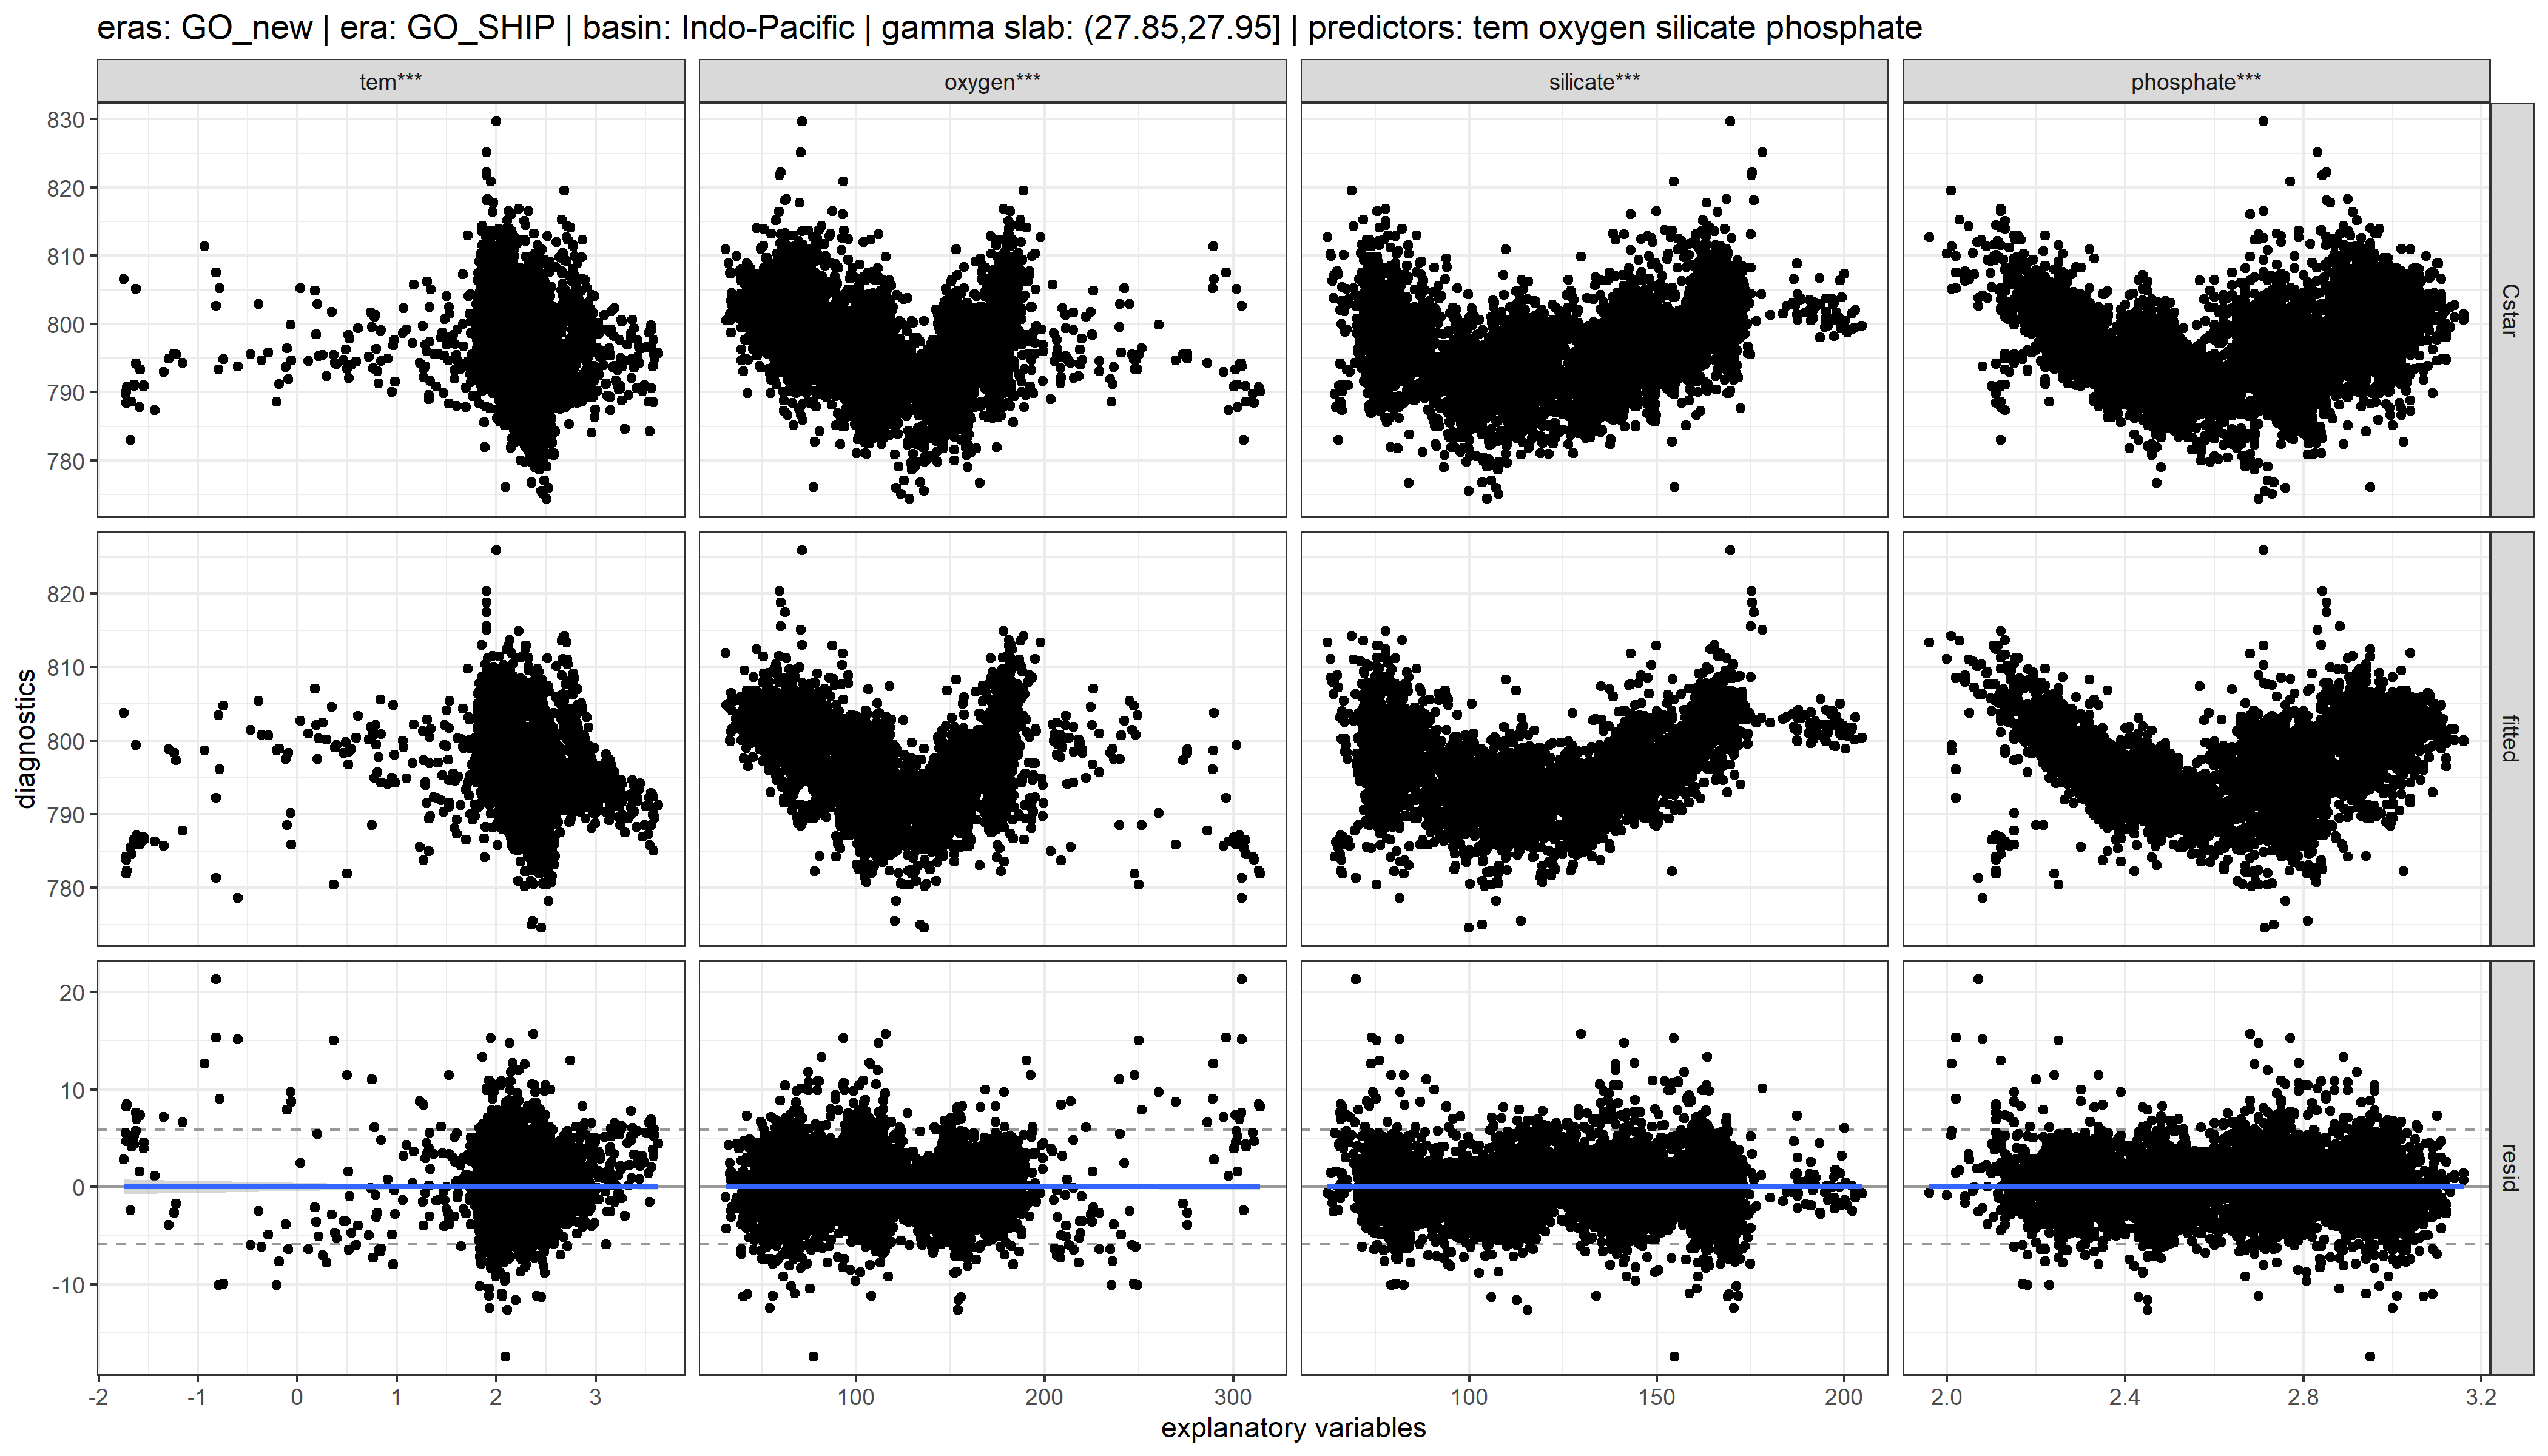 eras: GO_new | era: GO_SHIP | basin: Indo-Pacific | gamma slab: (27.85,27.95] | predictors: tem oxygen silicate phosphate
tem*** oxygen*** silicate*** phosphate***
830
820
810
800
790
780
Cstar
820
810
800
790
780
fitted
diagnostics
20
10
0
-10
resid
-2 -1 0 1 2 3
100 200 300
100 150 200
2.0 2.4 2.8 3.2
explanatory variables